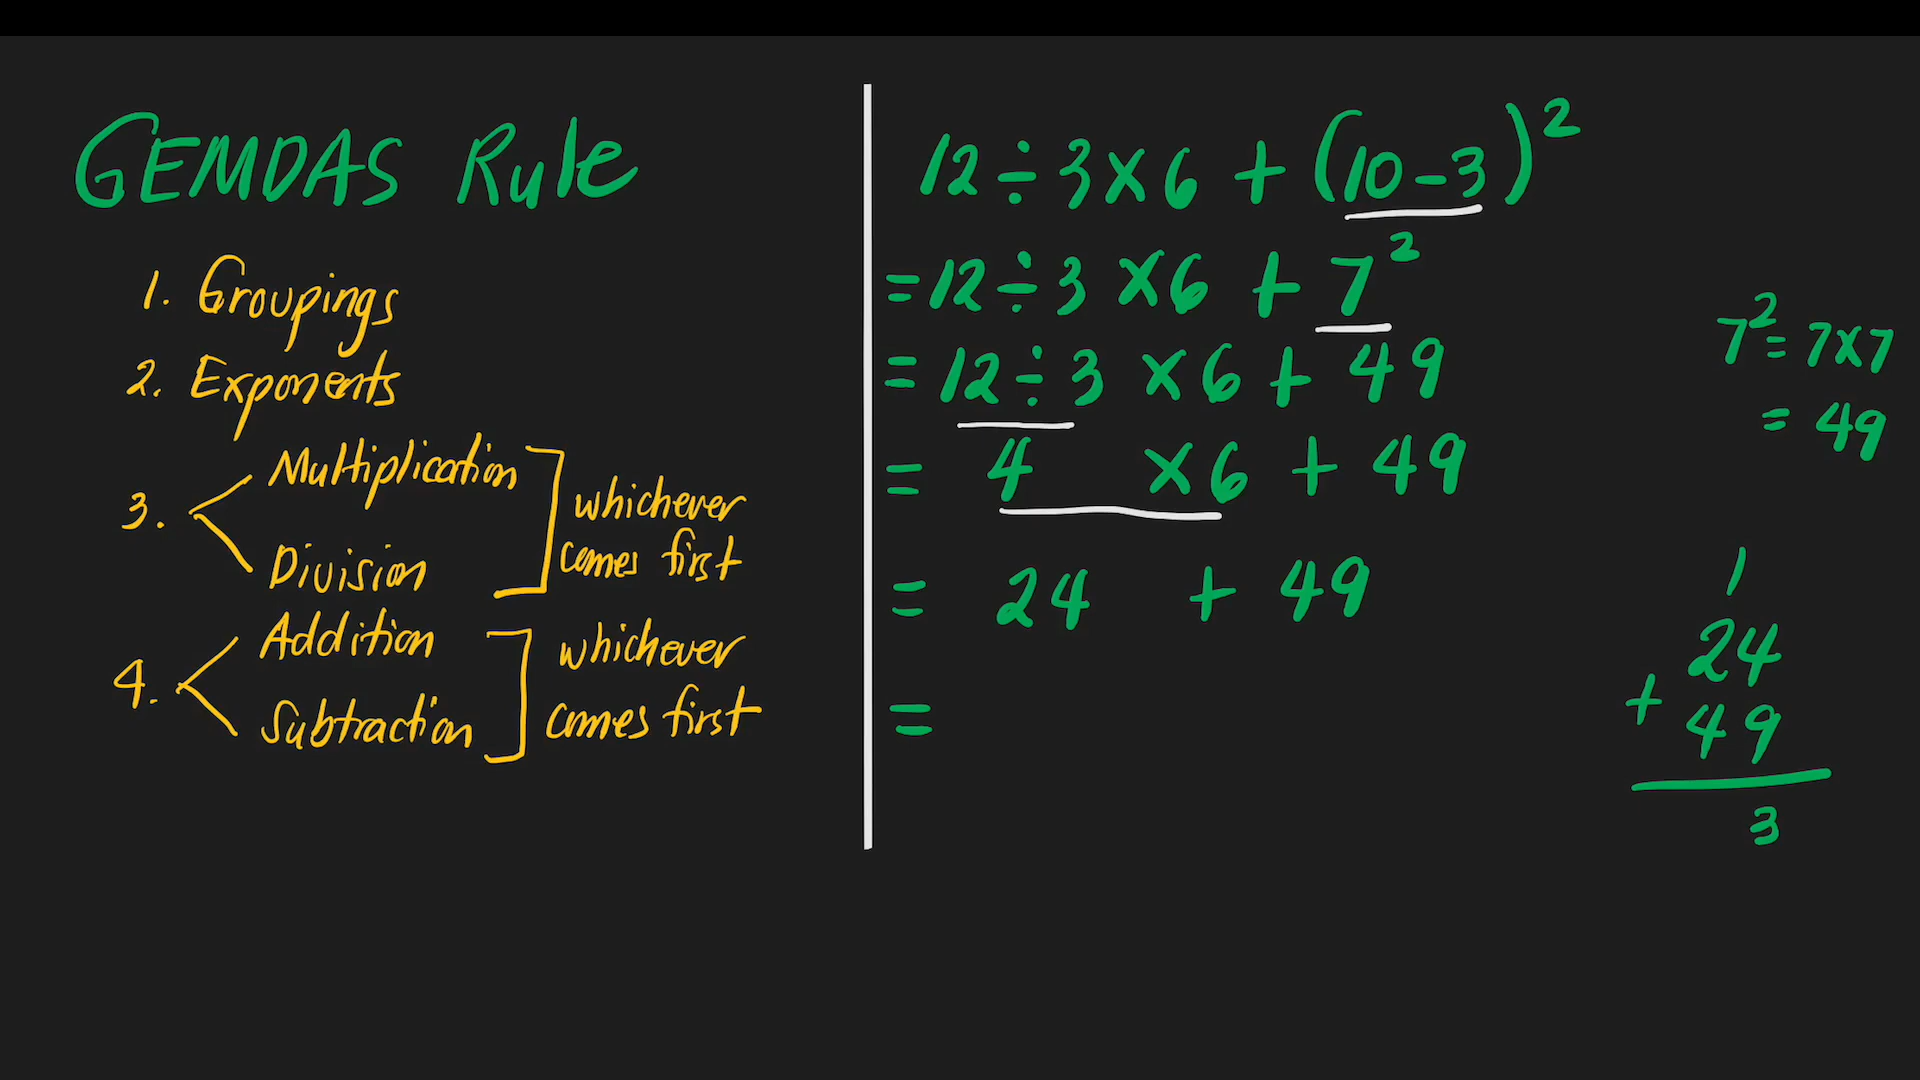 GEMDAS Rule
1. Groupings
2. Exponents
3. Multiplication
Division
whichever
comes first
4. Addition
Subtraction
whichever
comes first
12 ÷ 3 × 6 + (10 - 3)²
= 12 ÷ 3 × 6 + 7²
= 12 ÷ 3 × 6 + 49
= 4 × 6 + 49
= 24 + 49
=
7² = 7 × 7
= 49
1
24
+ 49
3